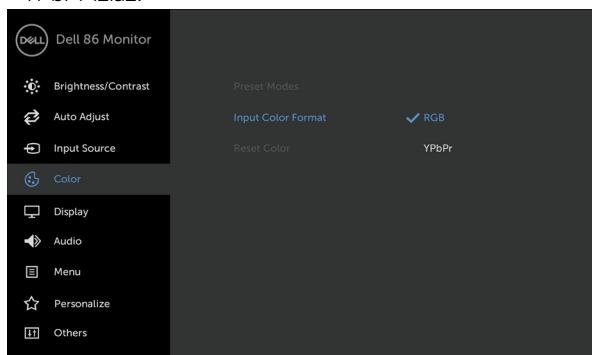 DELL
Dell 86 Monitor
Brightness/Contrast
Preset Modes
Auto Adjust
Input Color Format
RGB
Input Source
Reset Color
YPbPr
Color
Display
Audio
Menu
Personalize
Others